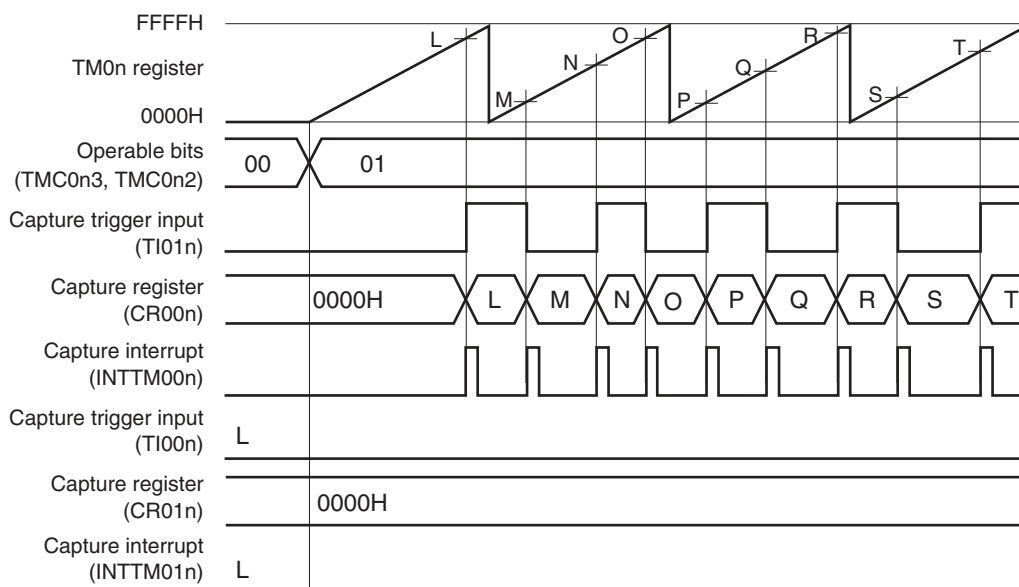 FFFFH
TM0n register
0000H
L
M
N
O
P
Q
R
S
T
Operable bits
(TMC0n3, TMC0n2)
00
01
Capture trigger input
(TI01n)
Capture register
(CR00n)
0000H
L
M
N
O
P
Q
R
S
T
Capture interrupt
(INTTM00n)
Capture trigger input
(TI00n)
L
Capture register
(CR01n)
0000H
Capture interrupt
(INTTM01n)
L